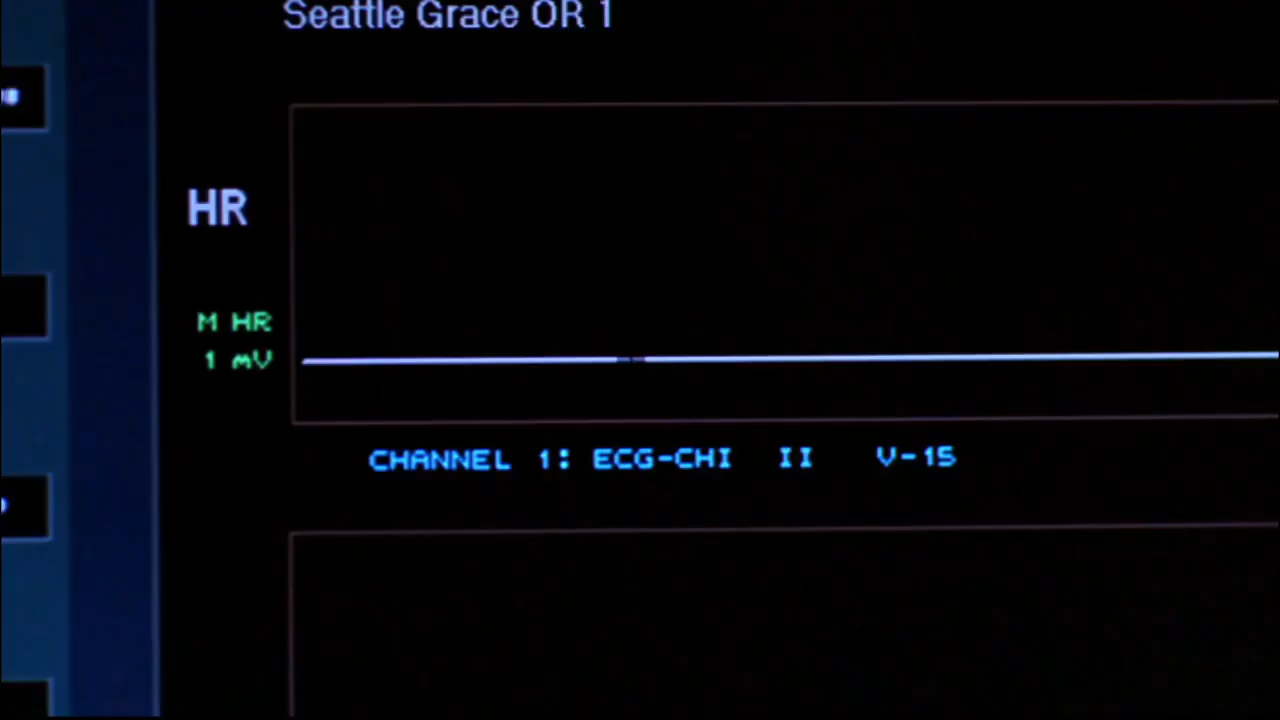 Seattle Grace OR 1
HR
M HR
1 mV
CHANNEL 1: ECG-CHI II V-15